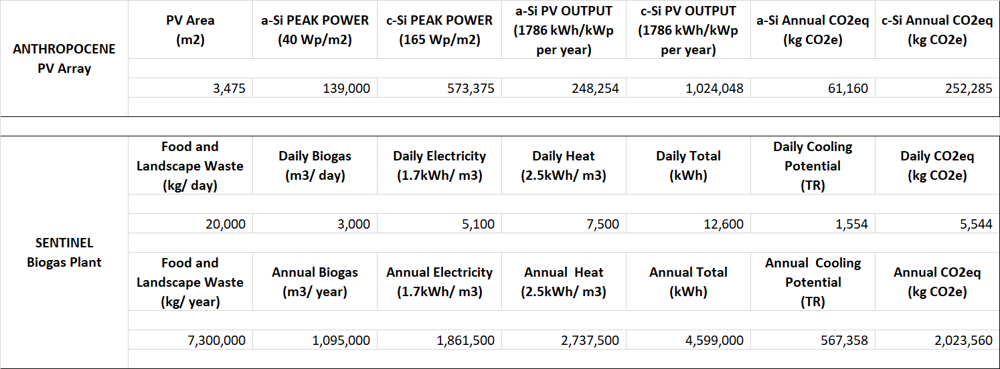 ANTHROPOCENE
PV Array
PV Area
(m2)
a-Si PEAK POWER
(40 Wp/m2)
c-Si PEAK POWER
(165 Wp/m2)
a-Si PV OUTPUT
(1786 kWh/kWp
per year)
c-Si PV OUTPUT
(1786 kWh/kWp
per year)
a-Si Annual CO2eq
(kg CO2e)
c-Si Annual CO2eq
(kg CO2e)
3,475
139,000
573,375
248,254
1,024,048
61,160
252,285
SENTINEL
Biogas Plant
Food and
Landscape Waste
(kg/ day)
Daily Biogas
(m3/ day)
Daily Electricity
(1.7kWh/ m3)
Daily Heat
(2.5kWh/ m3)
Daily Total
(kWh)
Daily Cooling
Potential
(TR)
Daily CO2eq
(kg CO2e)
20,000
3,000
5,100
7,500
12,600
1,554
5,544
Food and
Landscape Waste
(kg/ year)
Annual Biogas
(m3/ year)
Annual Electricity
(1.7kWh/ m3)
Annual  Heat
(2.5kWh/ m3)
Annual Total
(kWh)
Annual  Cooling
Potential
(TR)
Annual CO2eq
(kg CO2e)
7,300,000
1,095,000
1,861,500
2,737,500
4,599,000
567,358
2,023,560